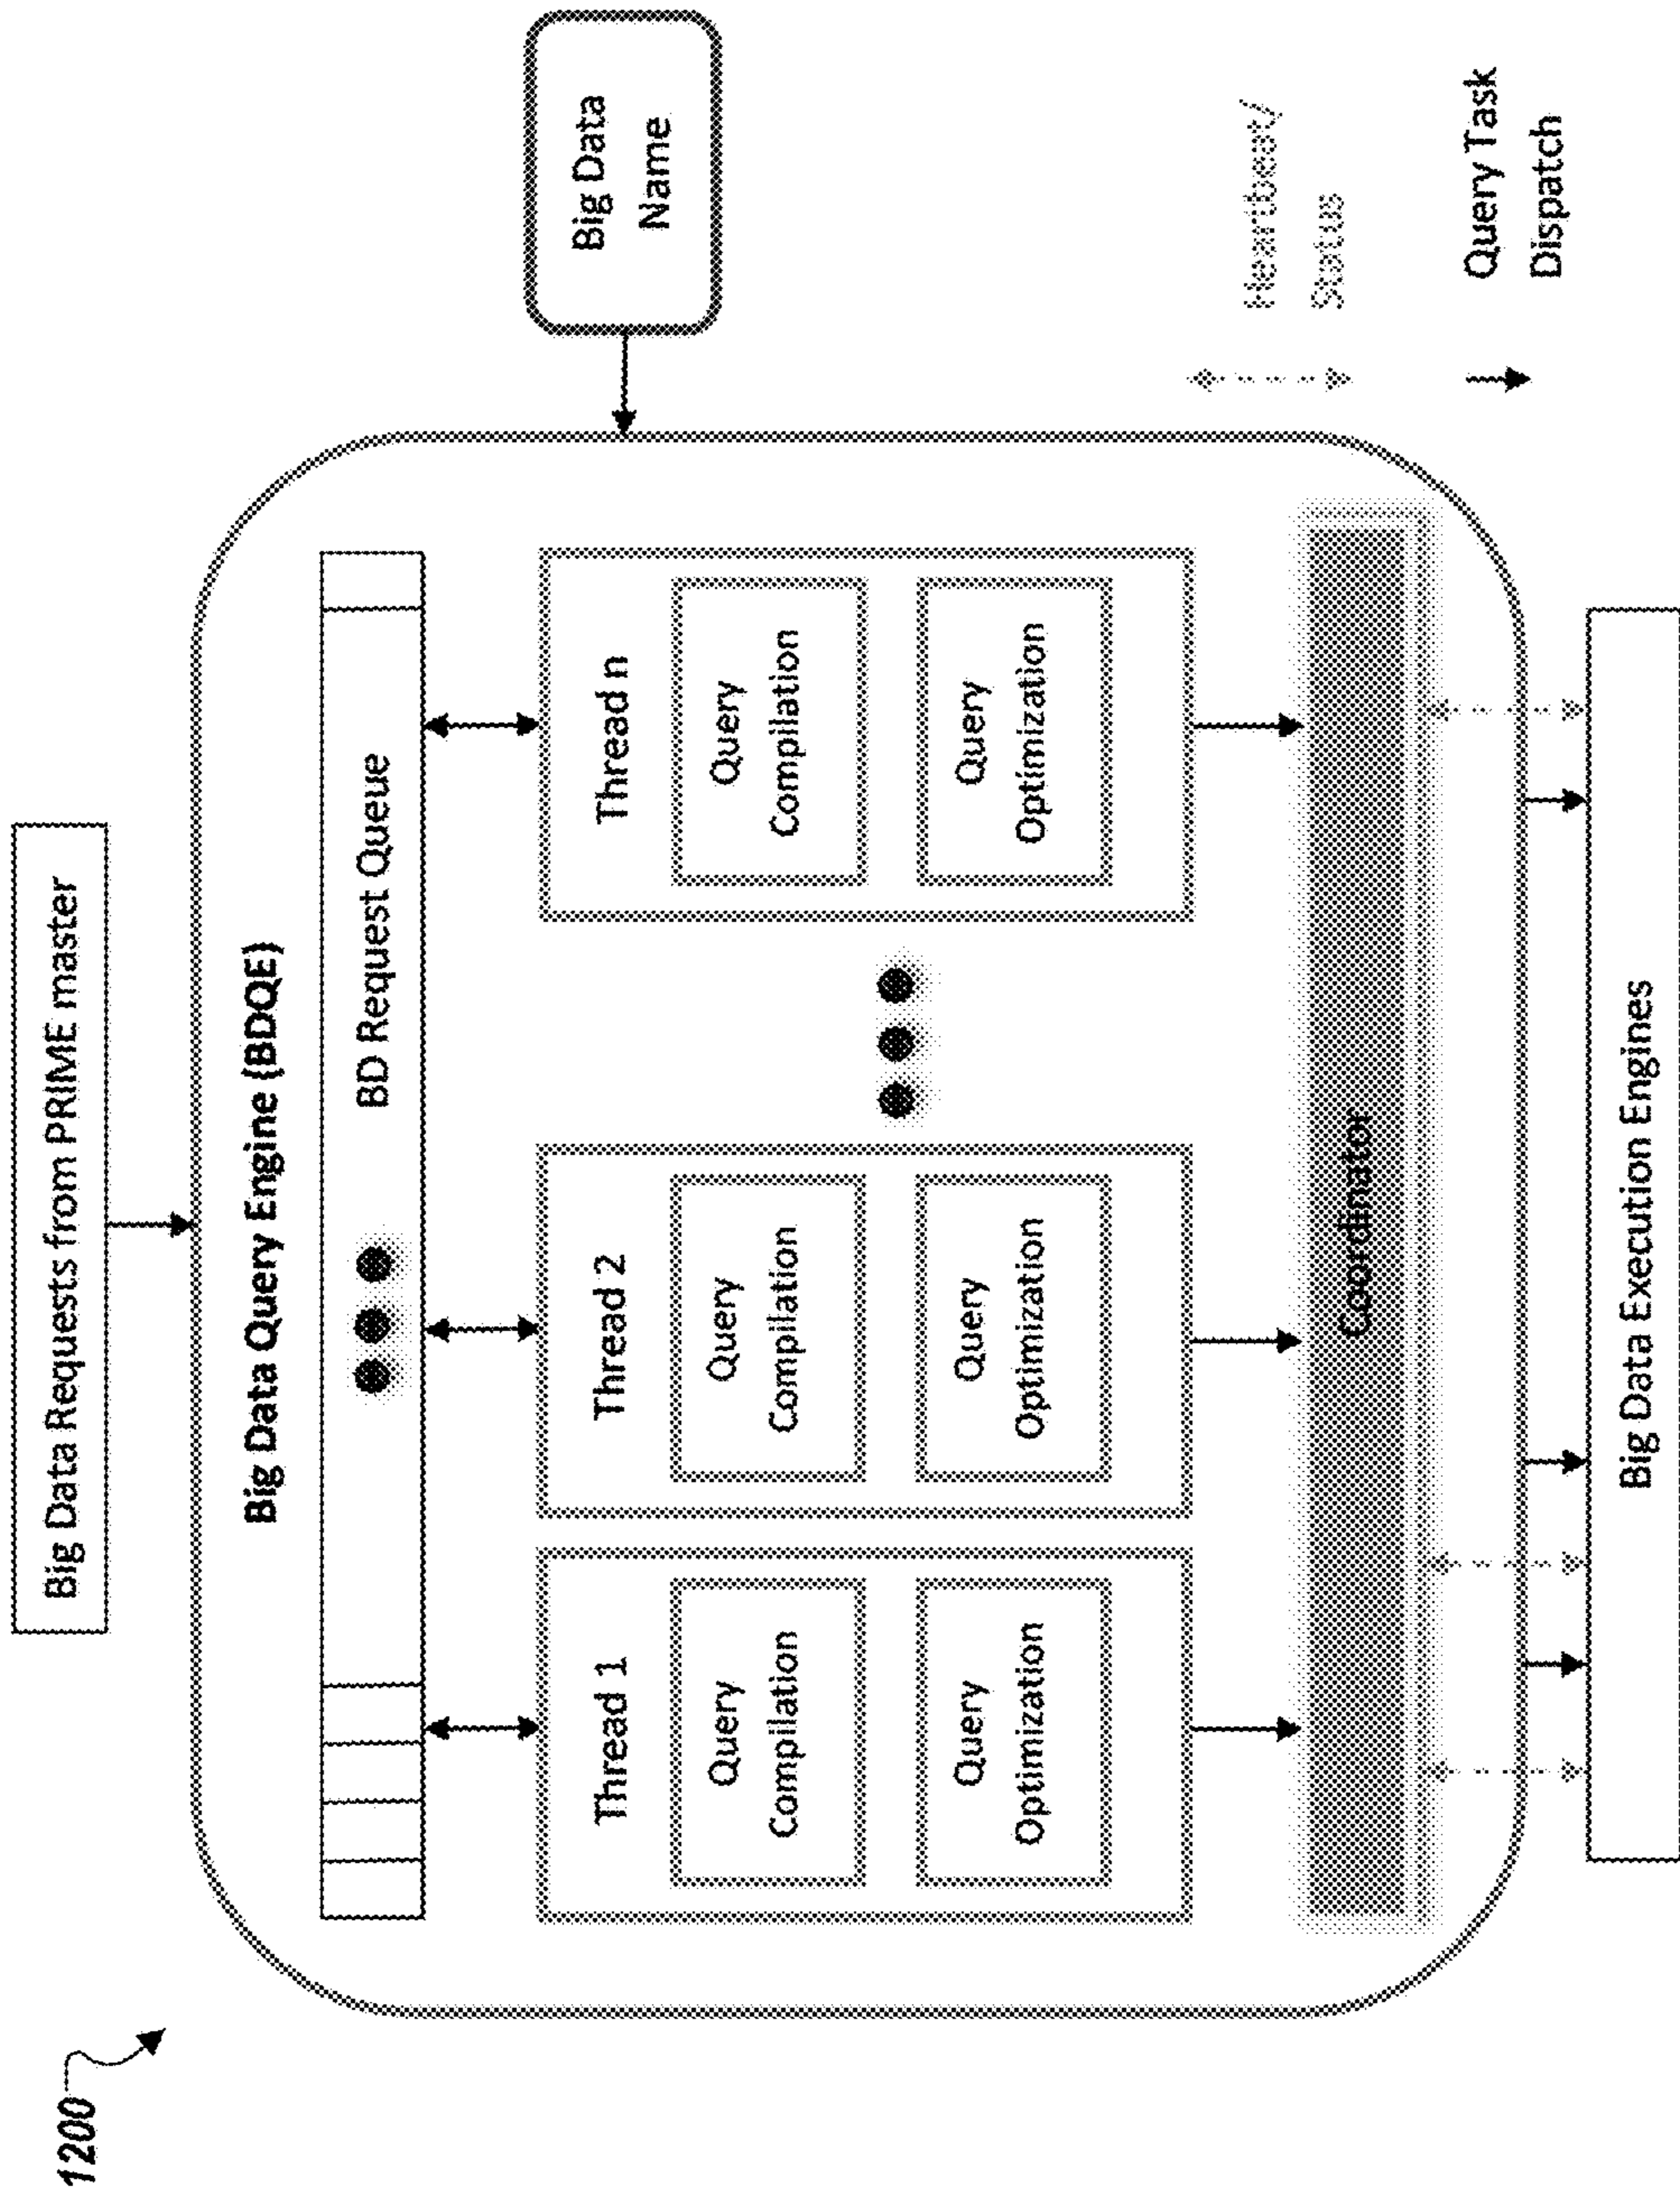 1200
Big Data Requests from PRIME master
Big Data Query Engine (BDQE)
BD Request Queue
Thread 1
Query
Compilation
Query
Optimization
Thread 2
Query
Compilation
Query
Optimization
Thread n
Query
Compilation
Query
Optimization
Coordinator
Big Data Execution Engines
Big Data
Name
Heartbeat/
Status
Query Task
Dispatch